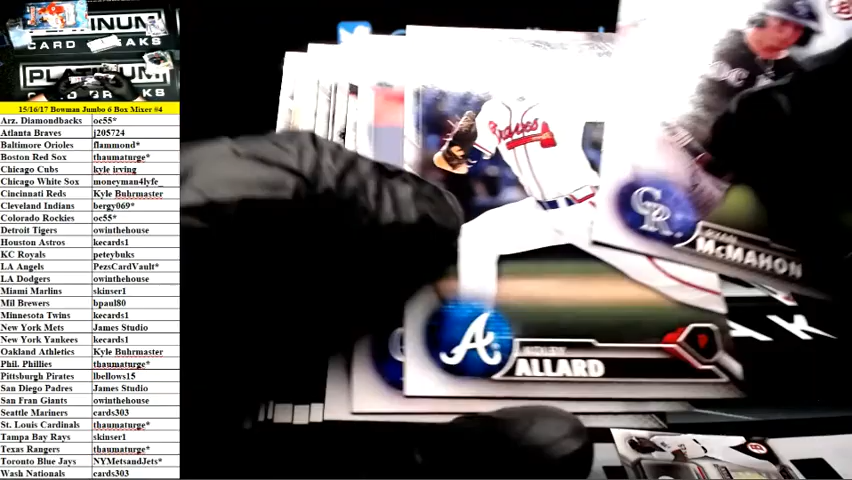 PLATINUM
CARD BREAKS
PLATINUM
15/16/17 Bowman Jumbo 6 Box Mixer #4
Arz. Diamondbacks oc55*
Atlanta Braves j205724
Baltimore Orioles flammond*
Boston Red Sox thaumaturge*
Chicago Cubs kyle irving
Chicago White Sox moneyman4lyfe_
Cincinnati Reds Kyle Buhrmaster
Cleveland Indians bergy069*
Colorado Rockies oc55*
Detroit Tigers owinthehouse
Houston Astros kecards1
KC Royals peteybuks
LA Angels PezsCardVault*
LA Dodgers owinthehouse
Miami Marlins skinser1
Mil Brewers bpaul80
Minnesota Twins kecards1
New York Mets James Studio
New York Yankees kecards1
Oakland Athletics Kyle Buhrmaster
Phil. Phillies thaumaturge*
Pittsburgh Pirates lbellows15
San Diego Padres James Studio
San Fran Giants owinthehouse
Seattle Mariners cards303
St. Louis Cardinals thaumaturge*
Tampa Bay Rays skinser1
Texas Rangers thaumaturge*
Toronto Blue Jays NYMetsandJets*
Wash Nationals cards303
Braves
CR
McMAHON
A
ALLARD
P
A K